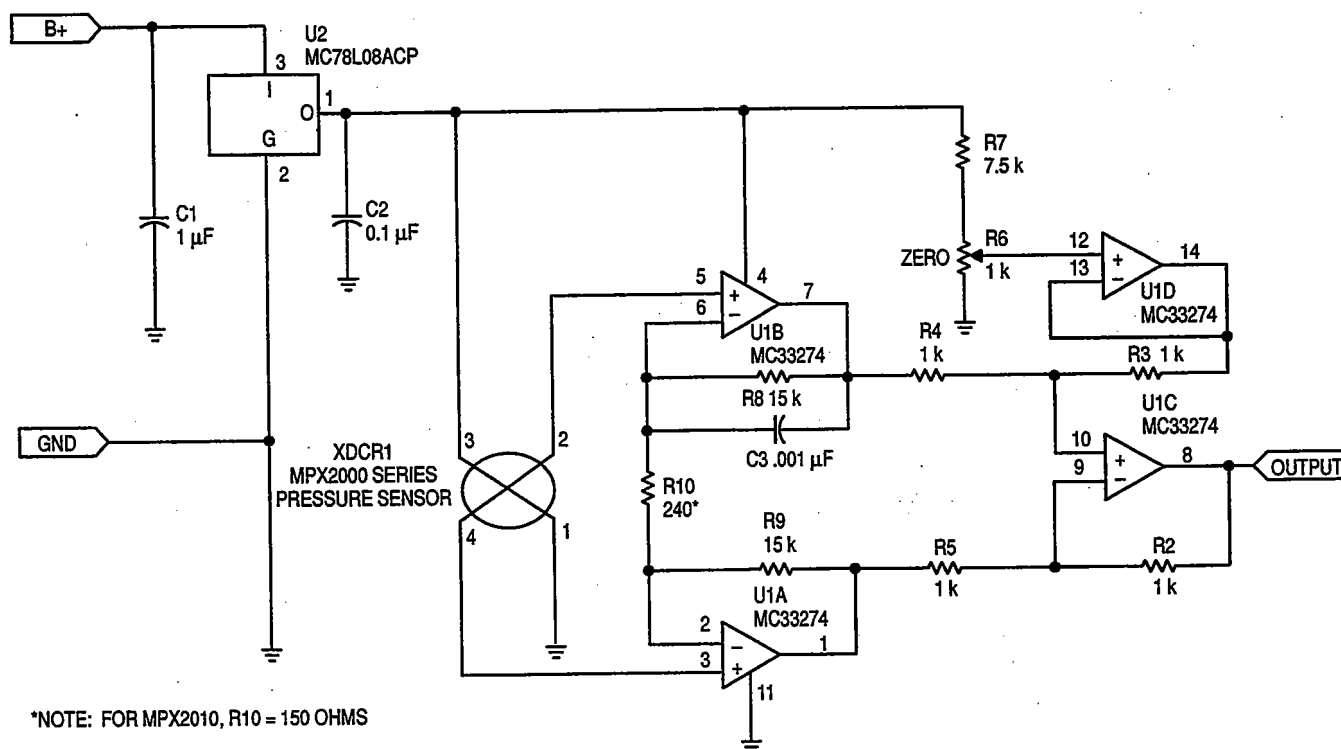 B+
U2
MC78L08ACP
3
I
1
O
G
2
C1
1 µF
C2
0.1 µF
R7
7.5 k
ZERO
R6
1 k
12
13
+
−
14
U1D
MC33274
5
6
+
−
4
7
U1B
MC33274
R4
1 k
R3 1 k
R8 15 k
U1C
MC33274
10
9
+
−
8
OUTPUT
GND
C3 .001 µF
XDCR1
MPX2000 SERIES
PRESSURE SENSOR
3
2
4
1
R10
240*
R9
15 k
R5
1 k
R2
1 k
U1A
MC33274
2
3
−
+
1
11
*NOTE: FOR MPX2010, R10 = 150 OHMS